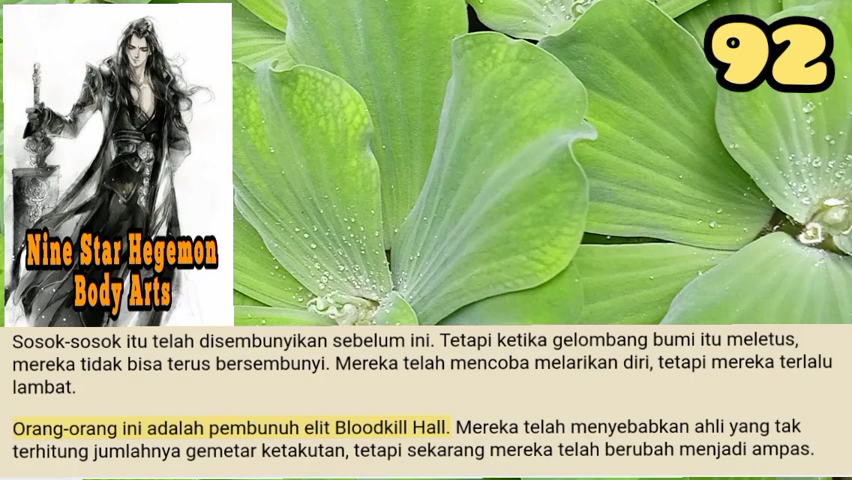 92
Nine Star Hegemon
Body Arts
Sosok-sosok itu telah disembunyikan sebelum ini. Tetapi ketika gelombang bumi itu meletus,
mereka tidak bisa terus bersembunyi. Mereka telah mencoba melarikan diri, tetapi mereka terlalu
lambat.
Orang-orang ini adalah pembunuh elit Bloodkill Hall. Mereka telah menyebabkan ahli yang tak
terhitung jumlahnya gemetar ketakutan, tetapi sekarang mereka telah berubah menjadi ampas.